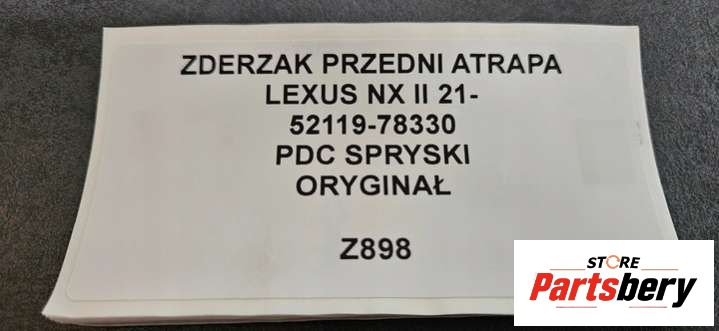 ZDERZAK PRZEDNI ATRAPA
LEXUS NX II 21-
52119-78330
PDC SPRYSKI
ORYGINAŁ
Z898
STORE
Partsbery